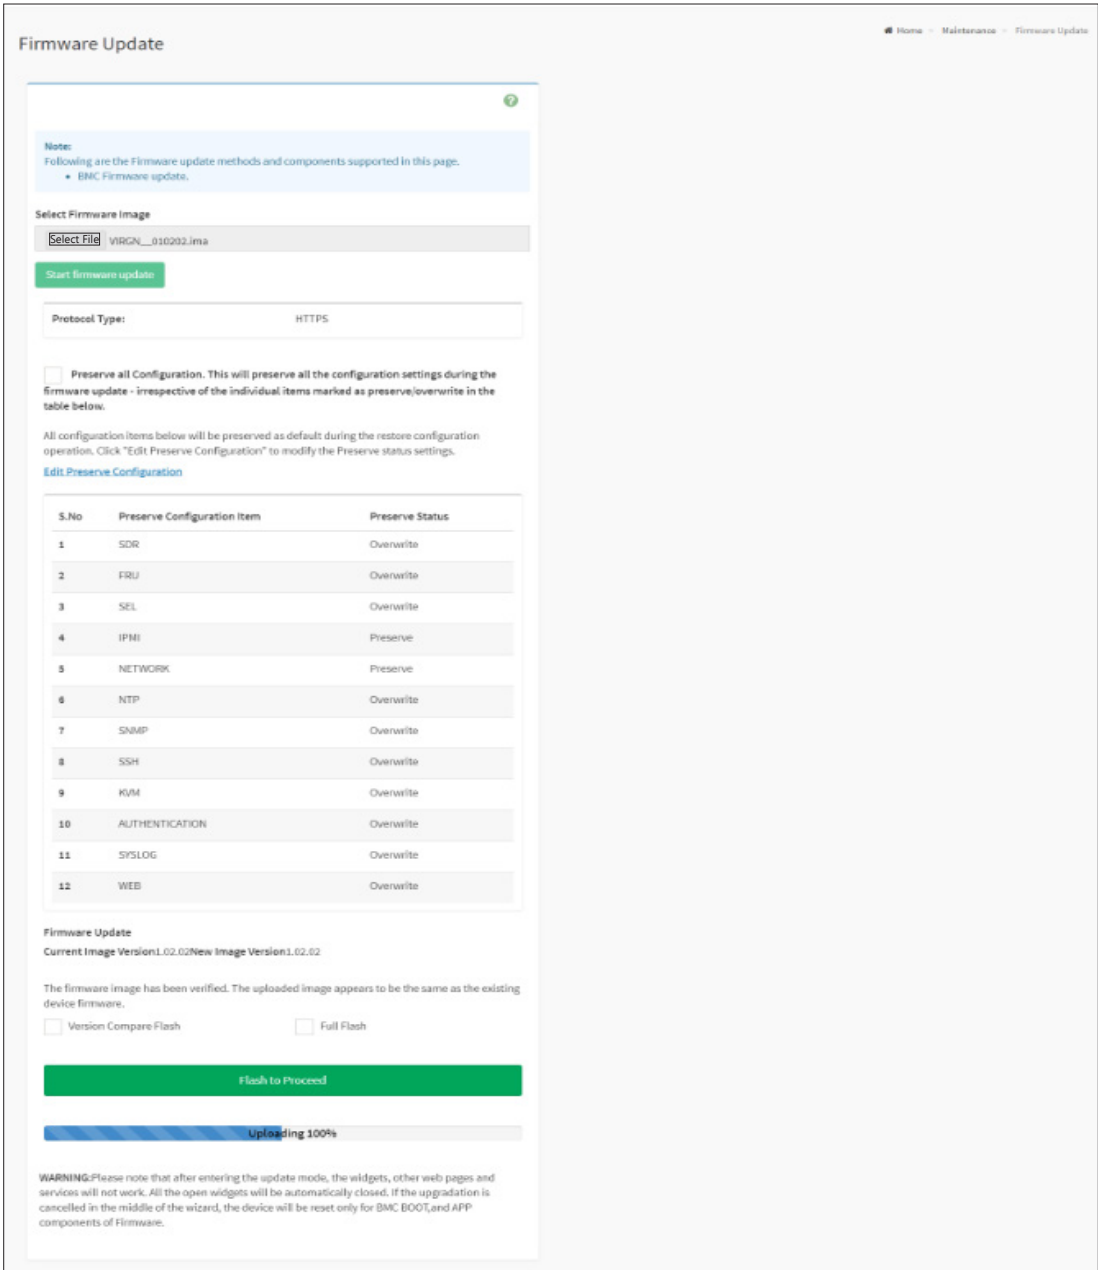 Home Maintenance Firmware Update
Firmware Update
Note:
Following are the Firmware update methods and components supported in this page.
• BMC Firmware update.
Select Firmware Image
Select File VIRGN__010202.ima
Start firmware update
Protocol Type: HTTPS
Preserve all Configuration. This will preserve all the configuration settings during the
firmware update - irrespective of the individual items marked as preserve/overwrite in the
table below.
All configuration items below will be preserved as default during the restore configuration
operation. Click "Edit Preserve Configuration" to modify the Preserve status settings.
Edit Preserve Configuration
S.No Preserve Configuration Item Preserve Status
1 SDR Overwrite
2 FRU Overwrite
3 SEL Overwrite
4 IPMI Preserve
5 NETWORK Preserve
6 NTP Overwrite
7 SNMP Overwrite
8 SSH Overwrite
9 KVM Overwrite
10 AUTHENTICATION Overwrite
11 SYSLOG Overwrite
12 WEB Overwrite
Firmware Update
Current Image Version1.02.02New Image Version1.02.02
The firmware image has been verified. The uploaded image appears to be the same as the existing
device firmware.
Version Compare Flash Full Flash
Flash to Proceed
Uploading 100%
WARNING:Please note that after entering the update mode, the widgets, other web pages and
services will not work. All the open widgets will be automatically closed. If the upgradation is
cancelled in the middle of the wizard, the device will be reset only for BMC BOOT,and APP
components of Firmware.